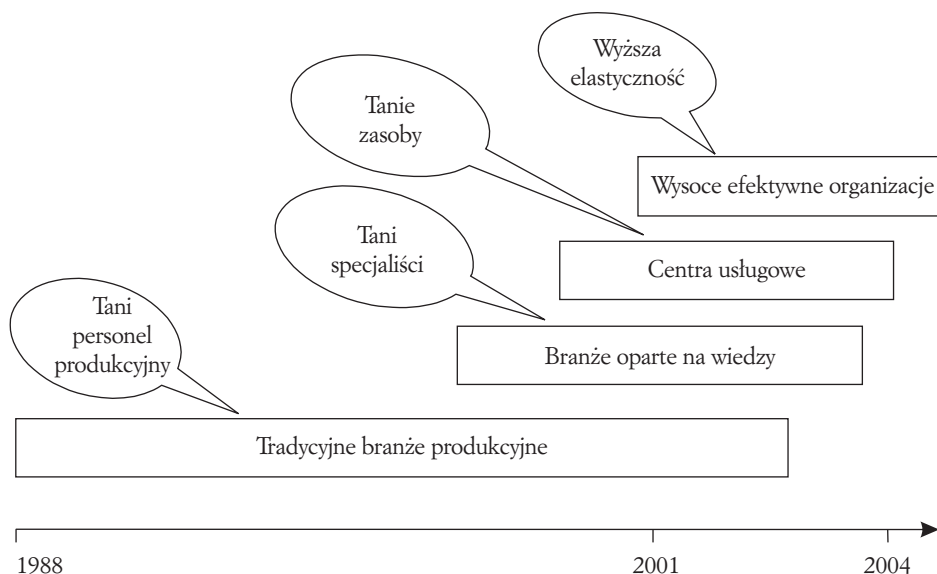 Wyższa
elastyczność
Tanie
zasoby
Wysoce efektywne organizacje
Tani
specjaliści
Centra usługowe
Tani
personel
produkcyjny
Branże oparte na wiedzy
Tradycyjne branże produkcyjne
1988
2001
2004